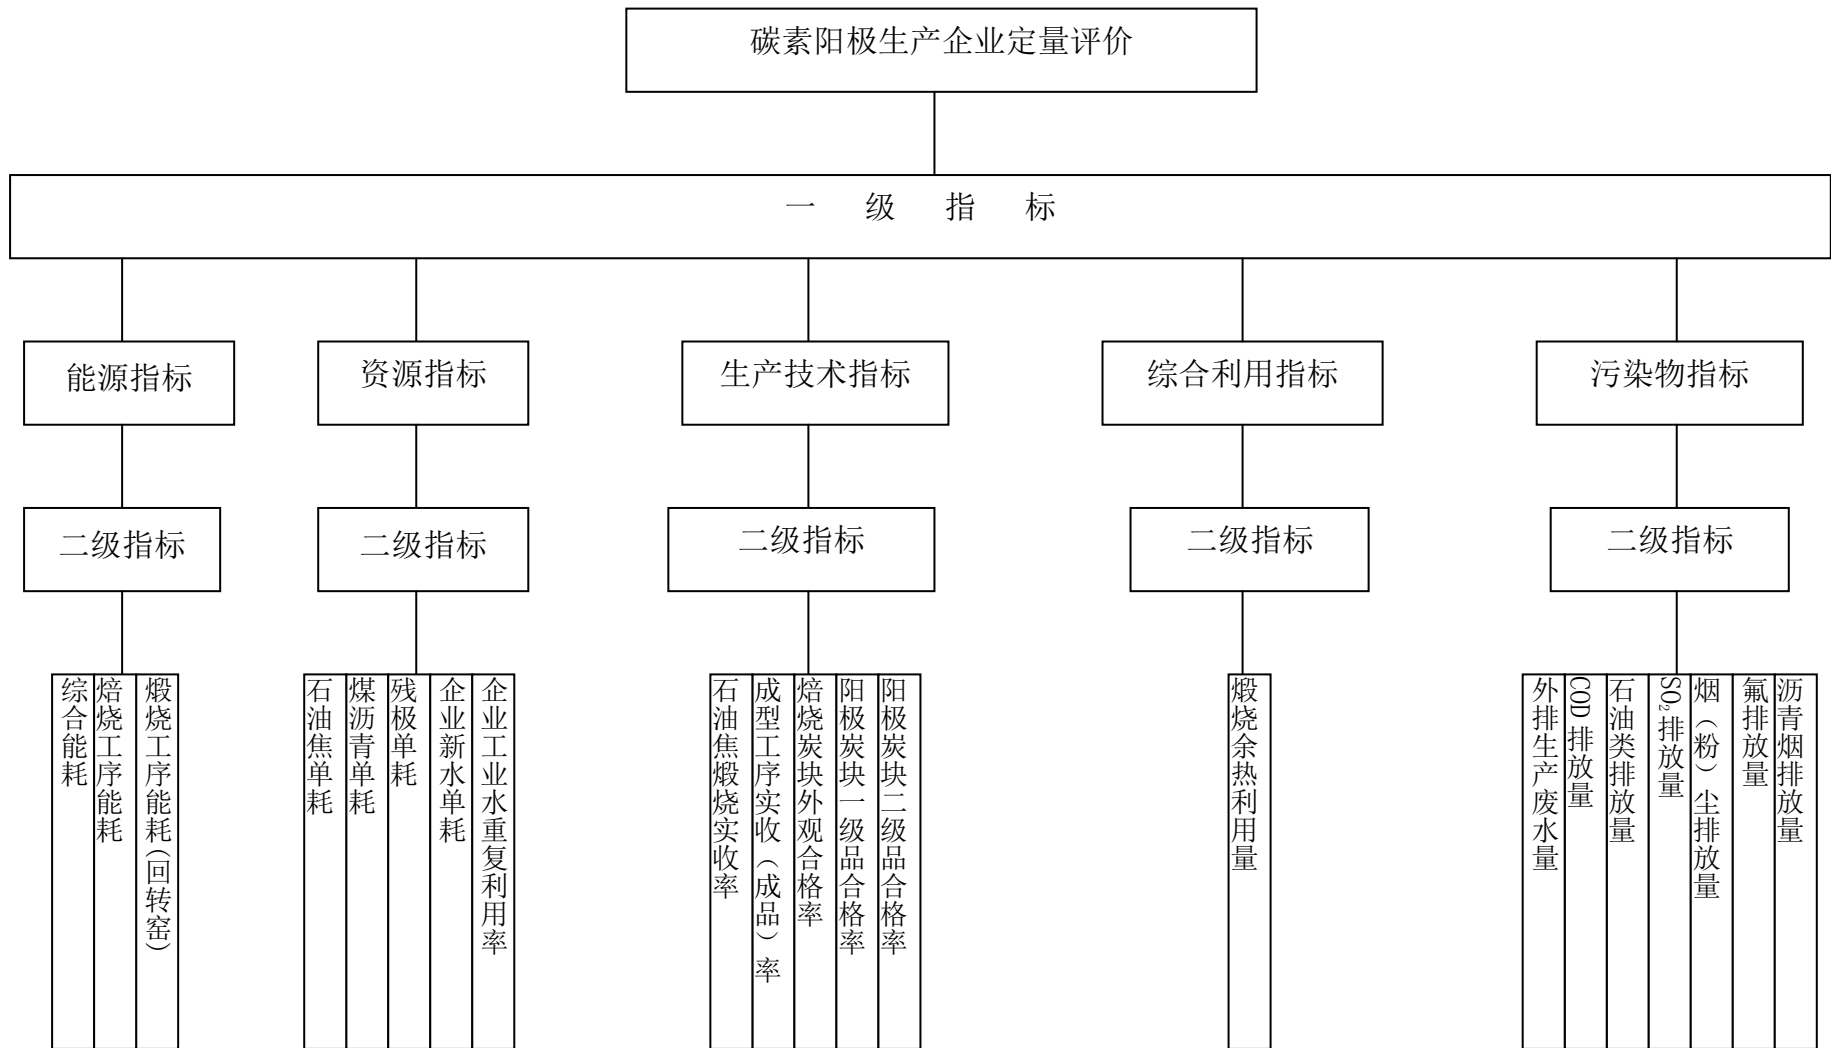 碳素阳极生产企业定量评价
一 级 指 标
能源指标
资源指标
生产技术指标
综合利用指标
污染物指标
二级指标
二级指标
二级指标
二级指标
二级指标
综合能耗
焙烧工序能耗
煅烧工序能耗(回转窑)
石油焦单耗
煤沥青单耗
残极单耗
企业新水单耗
企业工业水重复利用率
石油焦煅烧实收率
成型工序实收（成品）率
焙烧炭块外观合格率
阳极炭块一级品合格率
阳极炭块二级品合格率
煅烧余热利用量
外排生产废水量
COD 排放量
石油类排放量
SO₂排放量
烟（粉）尘排放量
氟排放量
沥青烟排放量